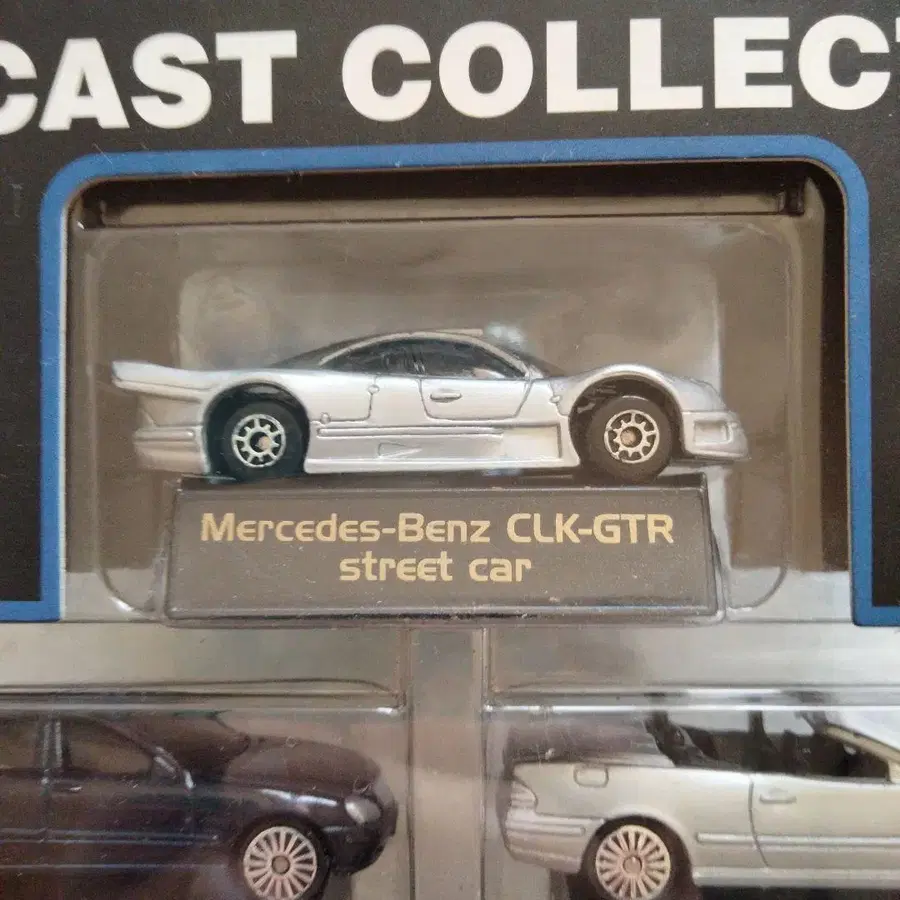 CAST COLLECT
Mercedes-Benz CLK-GTR
street car